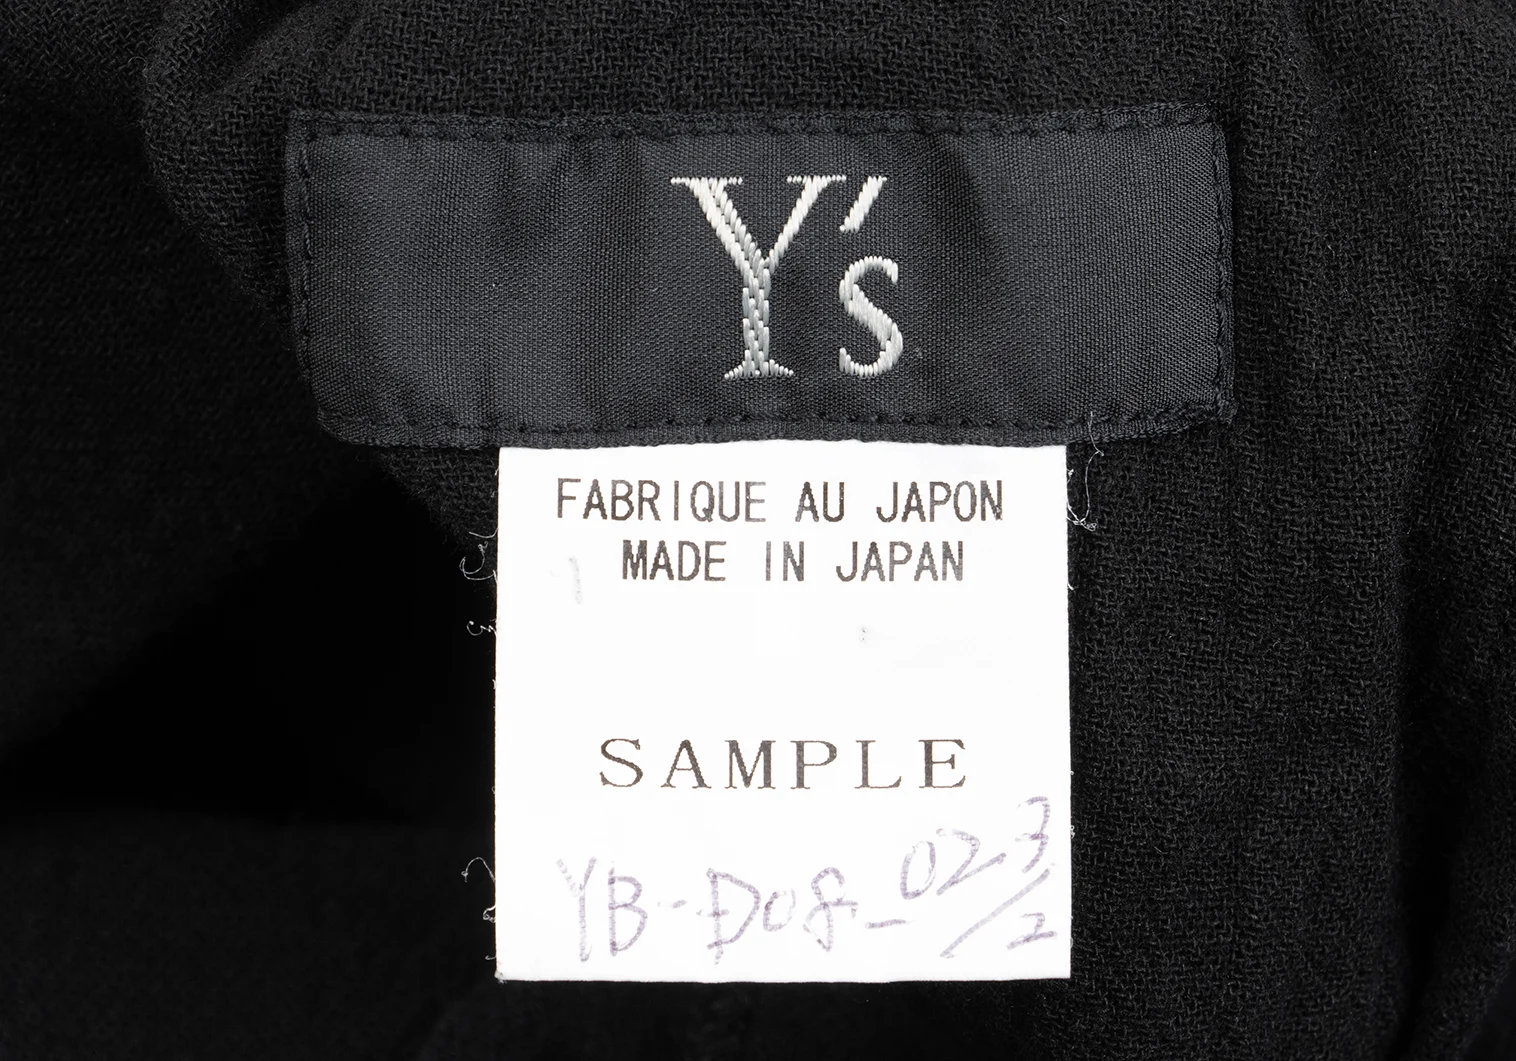 Y's
FABRIQUE AU JAPON
MADE IN JAPAN
SAMPLE
YB-D08-02 3/2